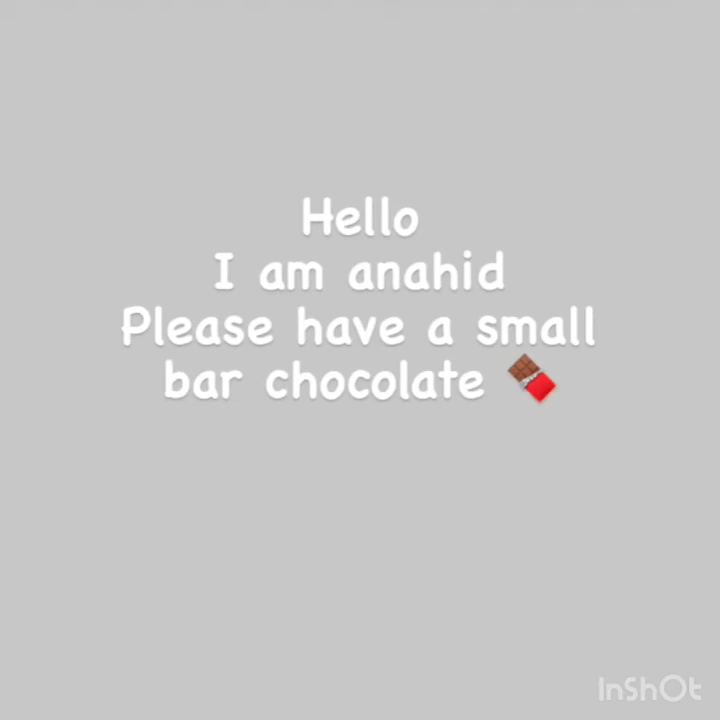 Hello
I am anahid
Please have a small
bar chocolate 🍫
InShOt